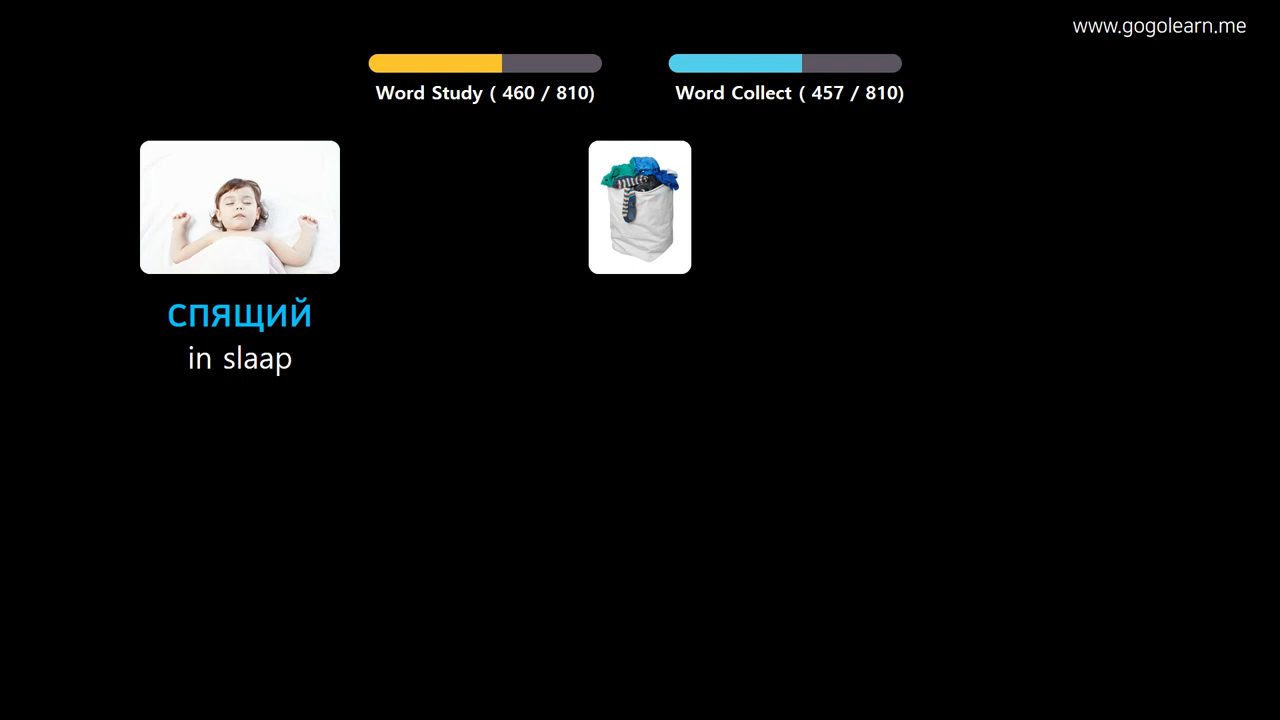 www.gogolearn.me
Word Study ( 460 / 810)
Word Collect ( 457 / 810)
спящий
in slaap